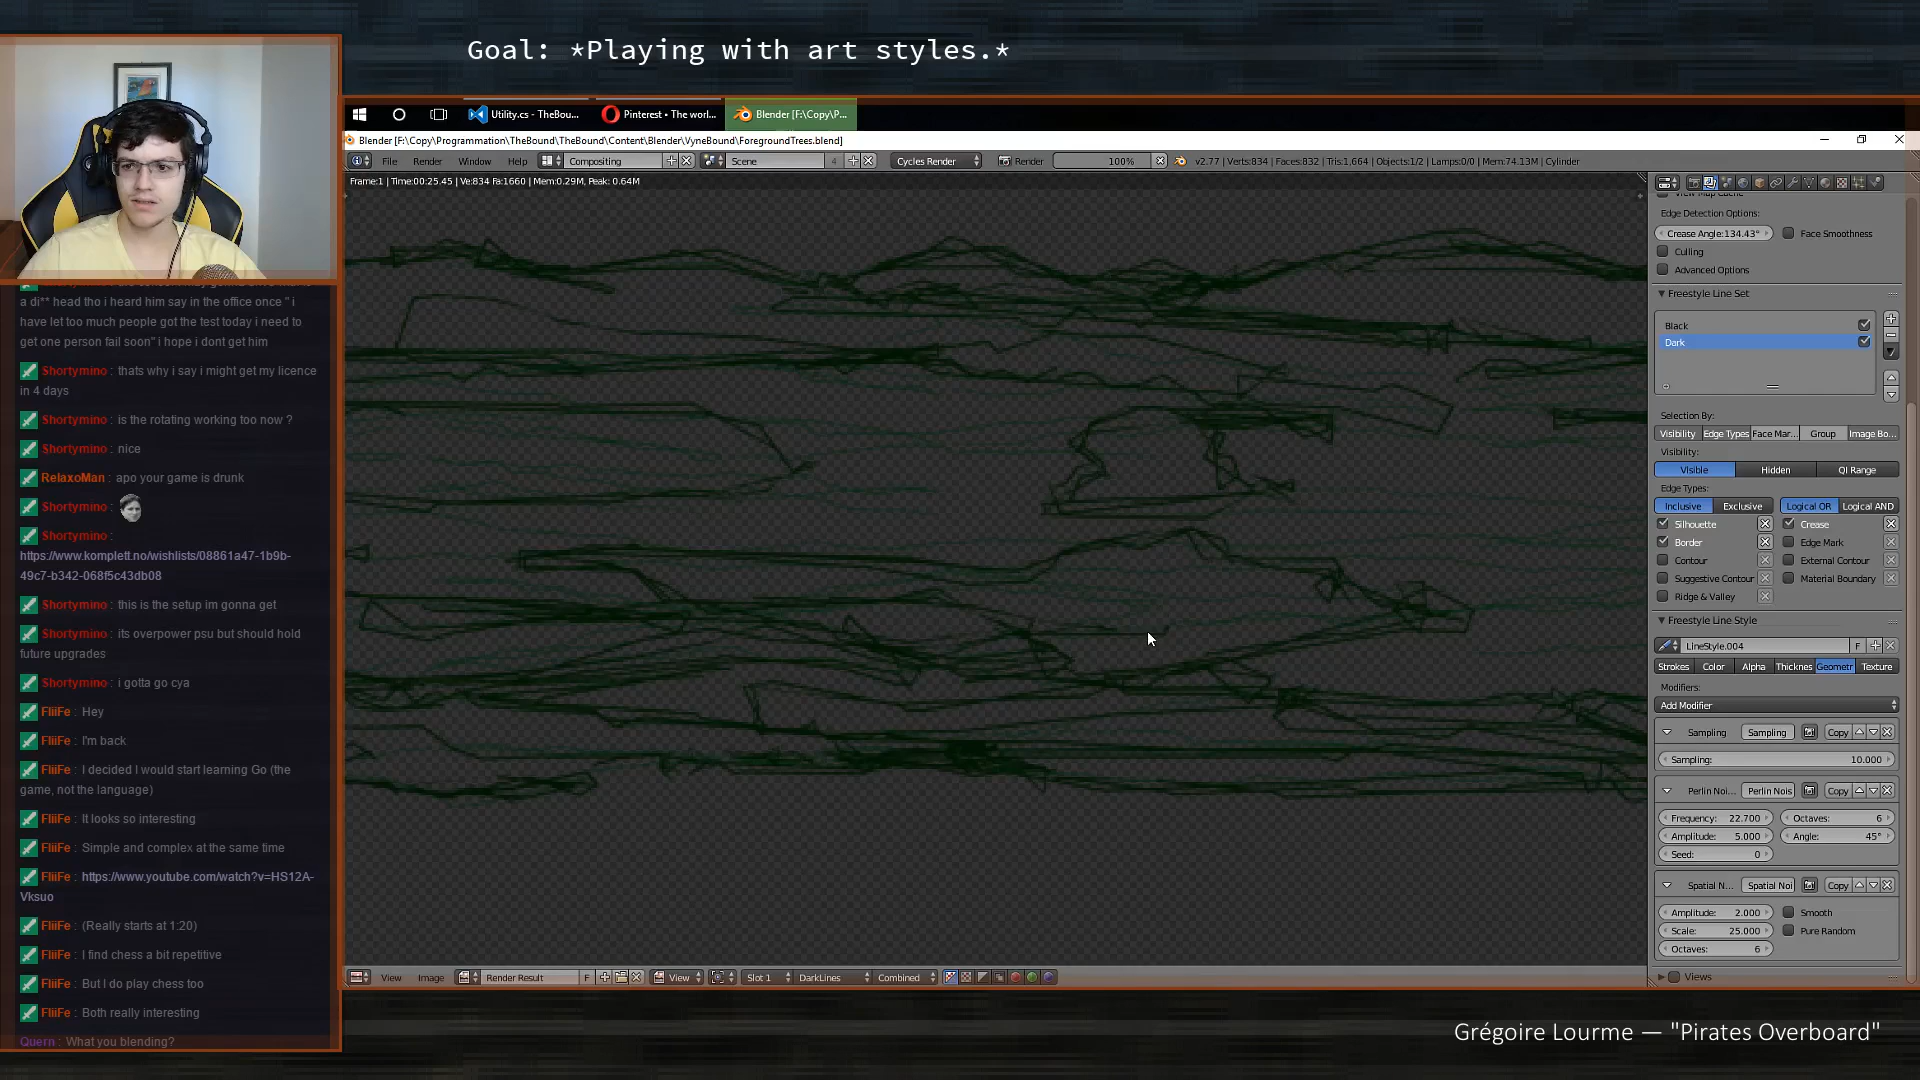 Goal: *Playing with art styles.*
Utility.cs - TheBou...
Pinterest • The worl...
Blender [F:\Copy\P...
Blender [F:\Copy\Programmation\TheBound\TheBound\Content\Blender\VyneBound\ForegroundTrees.blend]
File Render Window Help Compositing Scene 4 Cycles Render Render 100% v2.77 | Verts:834 | Faces:832 | Tris:1,664 | Objects:1/2 | Lamps:0/0 | Mem:74.13M | Cylinder
Frame:1 | Time:00:25.45 | Ve:834 Fa:1660 | Mem:0.29M, Peak: 0.64M
a di** head tho i heard him say in the office once " i
have let too much people got the test today i need to
get one person fail soon" i hope i dont get him
Shortymino : thats why i say i might get my licence
in 4 days
Shortymino : is the rotating working too now ?
Shortymino : nice
RelaxoMan : apo your game is drunk
Shortymino :
Shortymino :
https://www.komplett.no/wishlists/08861a47-1b9b-
49c7-b342-068f5c43db08
Shortymino : this is the setup im gonna get
Shortymino : its overpower psu but should hold
future upgrades
Shortymino : i gotta go cya
FliiFe : Hey
FliiFe : I'm back
FliiFe : I decided I would start learning Go (the
game, not the language)
FliiFe : It looks so interesting
FliiFe : Simple and complex at the same time
FliiFe : https://www.youtube.com/watch?v=HS12A-
Vksuo
FliiFe : (Really starts at 1:20)
FliiFe : I find chess a bit repetitive
FliiFe : But I do play chess too
FliiFe : Both really interesting
Quern : What you blending?
Edge Detection Options:
Crease Angle:134.43° Face Smoothness
Culling
Advanced Options
Freestyle Line Set
Black
Dark
Selection By:
Visibility Edge Types Face Mar... Group Image Bo...
Visibility:
Visible Hidden QI Range
Edge Types:
Inclusive Exclusive Logical OR Logical AND
Silhouette Crease
Border Edge Mark
Contour External Contour
Suggestive Contour Material Boundary
Ridge & Valley
Freestyle Line Style
LineStyle.004 F
Strokes Color Alpha Thicknes Geometr Texture
Modifiers:
Add Modifier
Sampling Sampling Copy
Sampling: 10.000
Perlin Noi... Perlin Nois Copy
Frequency: 22.700 Octaves: 6
Amplitude: 5.000 Angle: 45°
Seed: 0
Spatial N... Spatial Noi Copy
Amplitude: 2.000 Smooth
Scale: 25.000 Pure Random
Octaves: 6
Views
View Image Render Result F View Slot 1 DarkLines Combined
Grégoire Lourme — "Pirates Overboard"